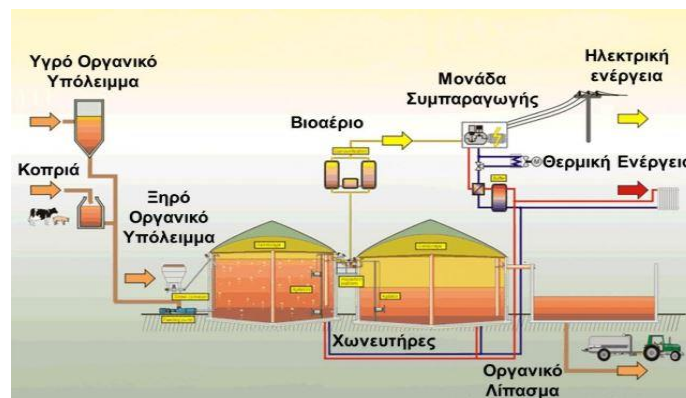 Υγρό Οργανικό
Υπόλειμμα
Κοπριά
Ξηρό
Οργανικό
Υπόλειμμα
Βιοαέριο
Μονάδα
Συμπαραγωγής
Ηλεκτρική
ενέργεια
Θερμική Ενέργει
Χωνευτήρες
Οργανικό
Λίπασμα